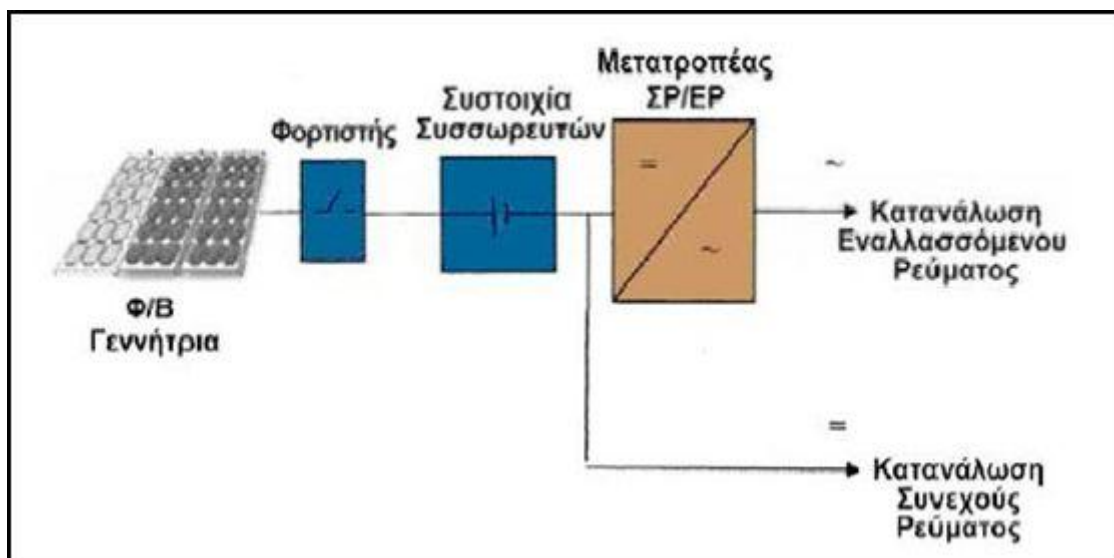 Μετατροπέας
ΣΡ/ΕΡ
Συστοιχία
Συσσωρευτών
Φορτιστής
=
~
~
Κατανάλωση
Εναλλασσόμενου
Ρεύματος
Φ/Β
Γεννήτρια
=
Κατανάλωση
Συνεχούς
Ρεύματος